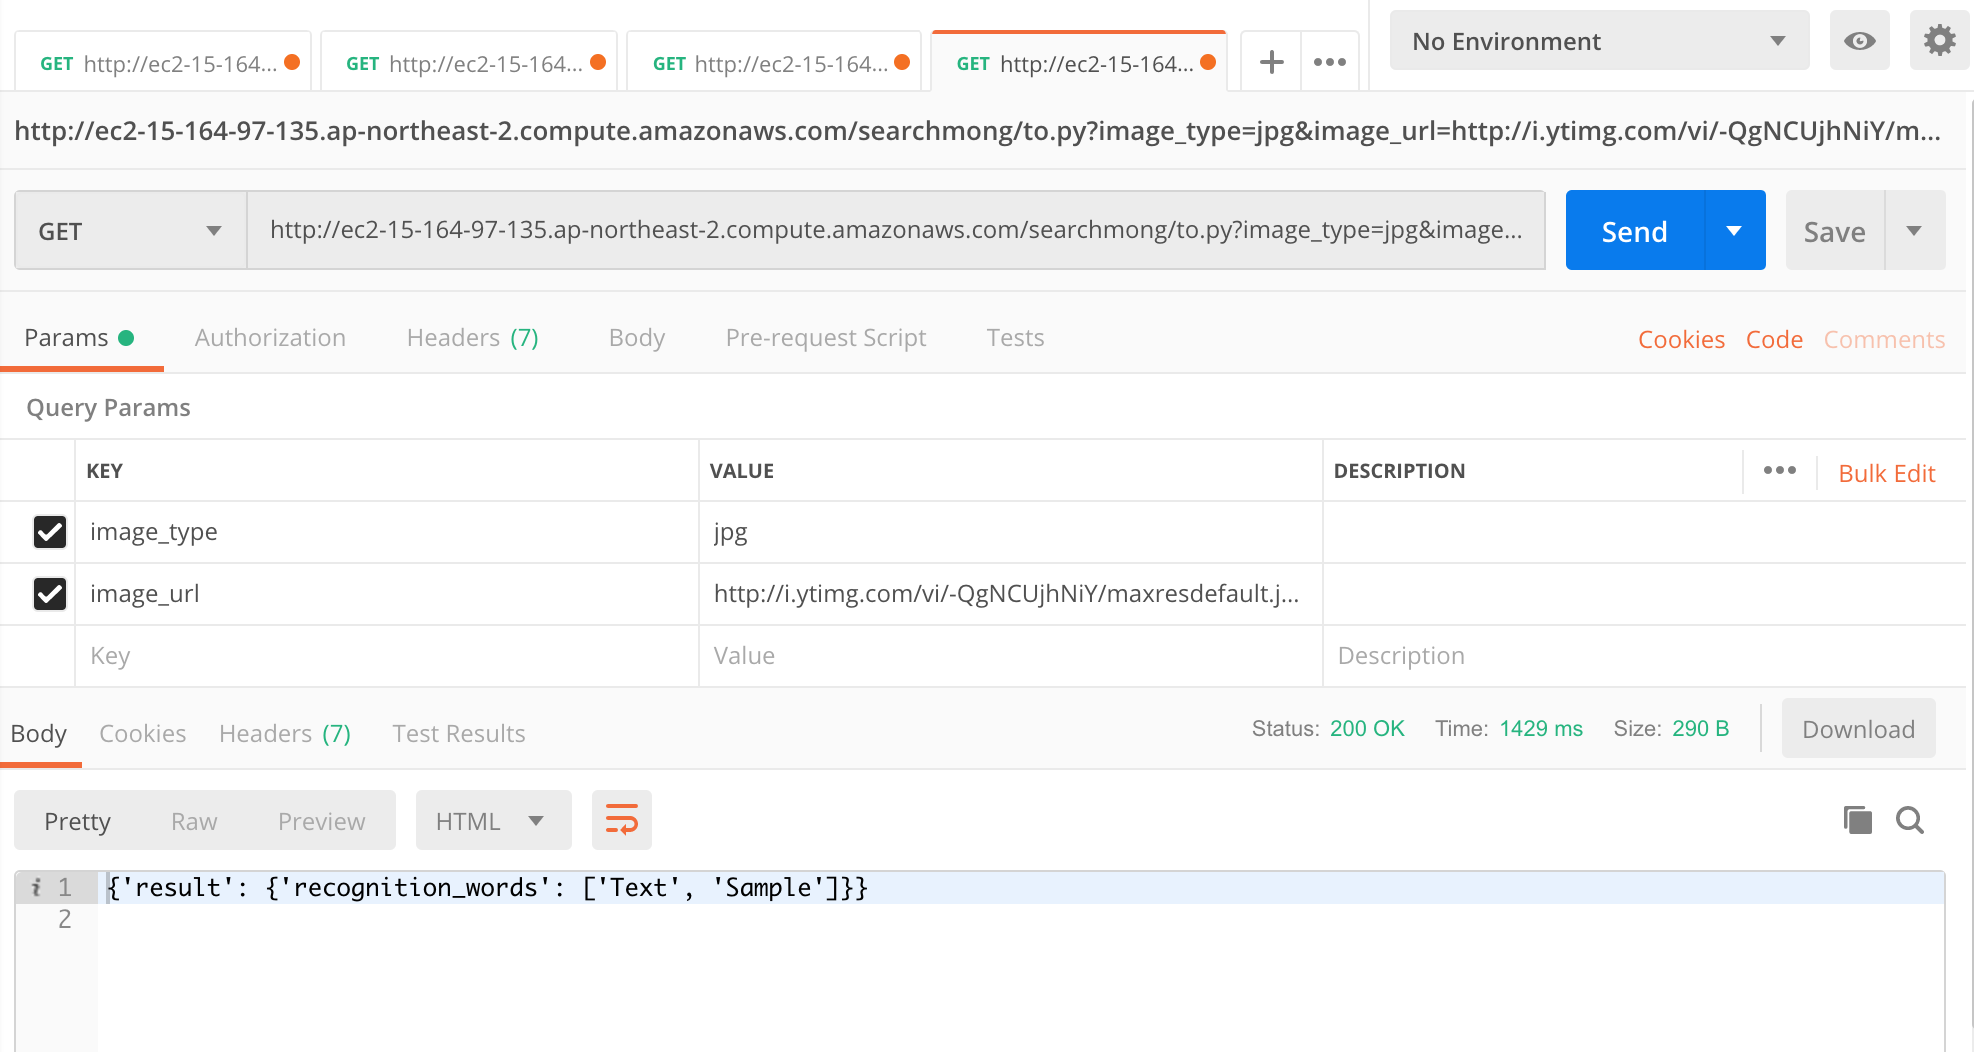 GET http://ec2-15-164... GET http://ec2-15-164... GET http://ec2-15-164... GET http://ec2-15-164... No Environment
http://ec2-15-164-97-135.ap-northeast-2.compute.amazonaws.com/searchmong/to.py?image_type=jpg&image_url=http://i.ytimg.com/vi/-QgNCUjhNiY/m...
GET http://ec2-15-164-97-135.ap-northeast-2.compute.amazonaws.com/searchmong/to.py?image_type=jpg&image... Send Save
Params Authorization Headers (7) Body Pre-request Script Tests Cookies Code Comments
Query Params
KEY VALUE DESCRIPTION Bulk Edit
image_type jpg
image_url http://i.ytimg.com/vi/-QgNCUjhNiY/maxresdefault.j...
Key Value Description
Body Cookies Headers (7) Test Results Status: 200 OK Time: 1429 ms Size: 290 B Download
Pretty Raw Preview HTML
i 1 {'result': {'recognition_words': ['Text', 'Sample']}}
2